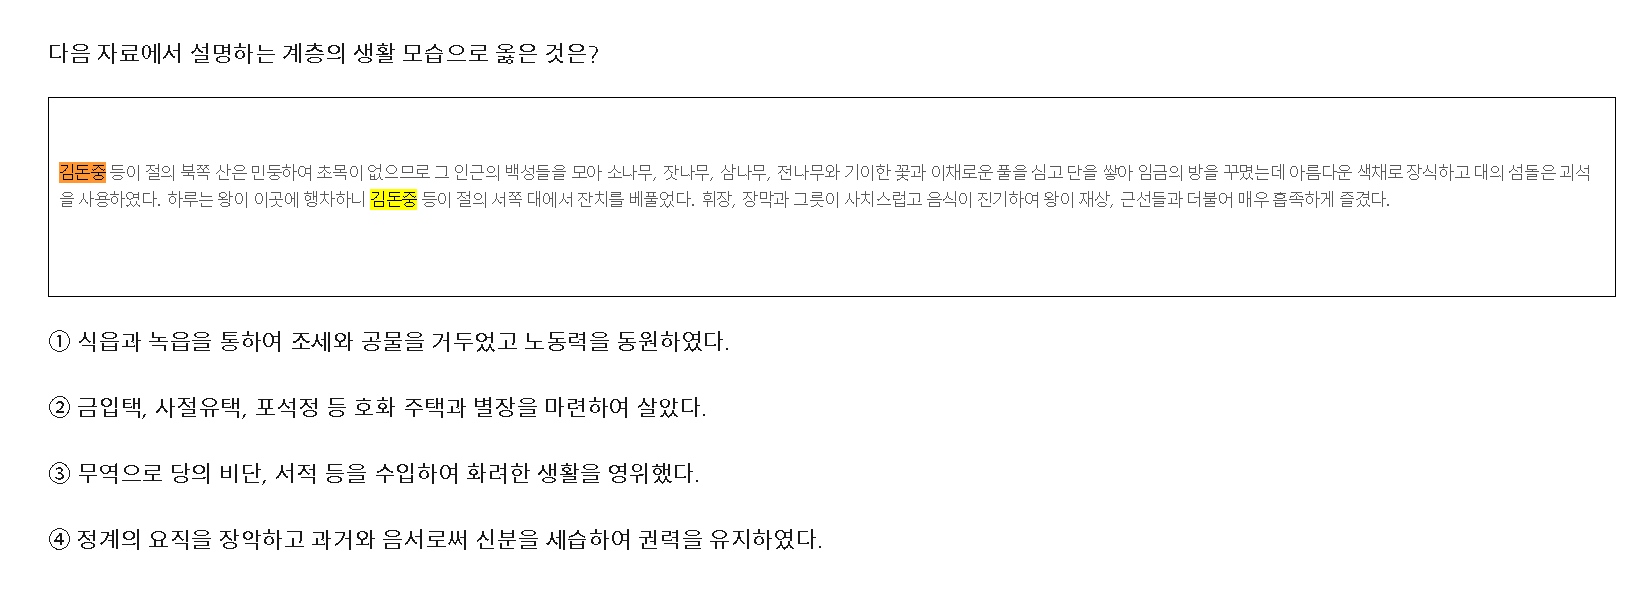 다음 자료에서 설명하는 계층의 생활 모습으로 옳은 것은?
김돈중 등이 절의 북쪽 산은 민둥하여 초목이 없으므로 그 인근의 백성들을 모아 소나무, 잣나무, 삼나무, 전나무와 기이한 꽃과 이채로운 풀을 심고 단을 쌓아 임금의 방을 꾸몄는데 아름다운 색채로 장식하고 대의 섬돌은 괴석
을 사용하였다. 하루는 왕이 이곳에 행차하니 김돈중 등이 절의 서쪽 대에서 잔치를 베풀었다. 휘장, 장막과 그릇이 사치스럽고 음식이 진기하여 왕이 재상, 근선들과 더불어 매우 흡족하게 즐겼다.
① 식읍과 녹읍을 통하여 조세와 공물을 거두었고 노동력을 동원하였다.
② 금입택, 사절유택, 포석정 등 호화 주택과 별장을 마련하여 살았다.
③ 무역으로 당의 비단, 서적 등을 수입하여 화려한 생활을 영위했다.
④ 정계의 요직을 장악하고 과거와 음서로써 신분을 세습하여 권력을 유지하였다.